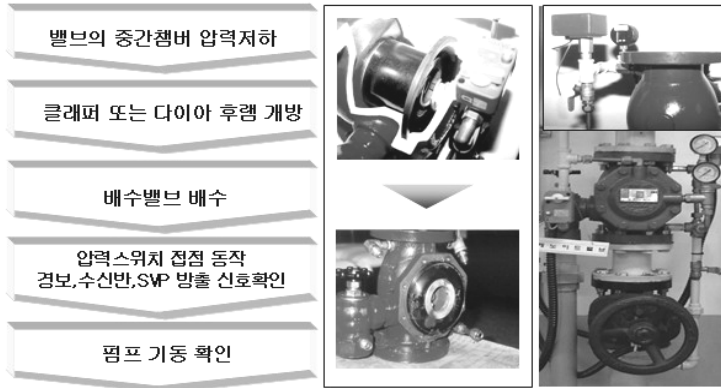 밸브의 중간챔버 압력저하
클래퍼 또는 다이아 후램 개방
배수밸브 배수
압력스위치 접점 동작
경보,수신반,SVP 방출 신호확인
펌프 기동 확인